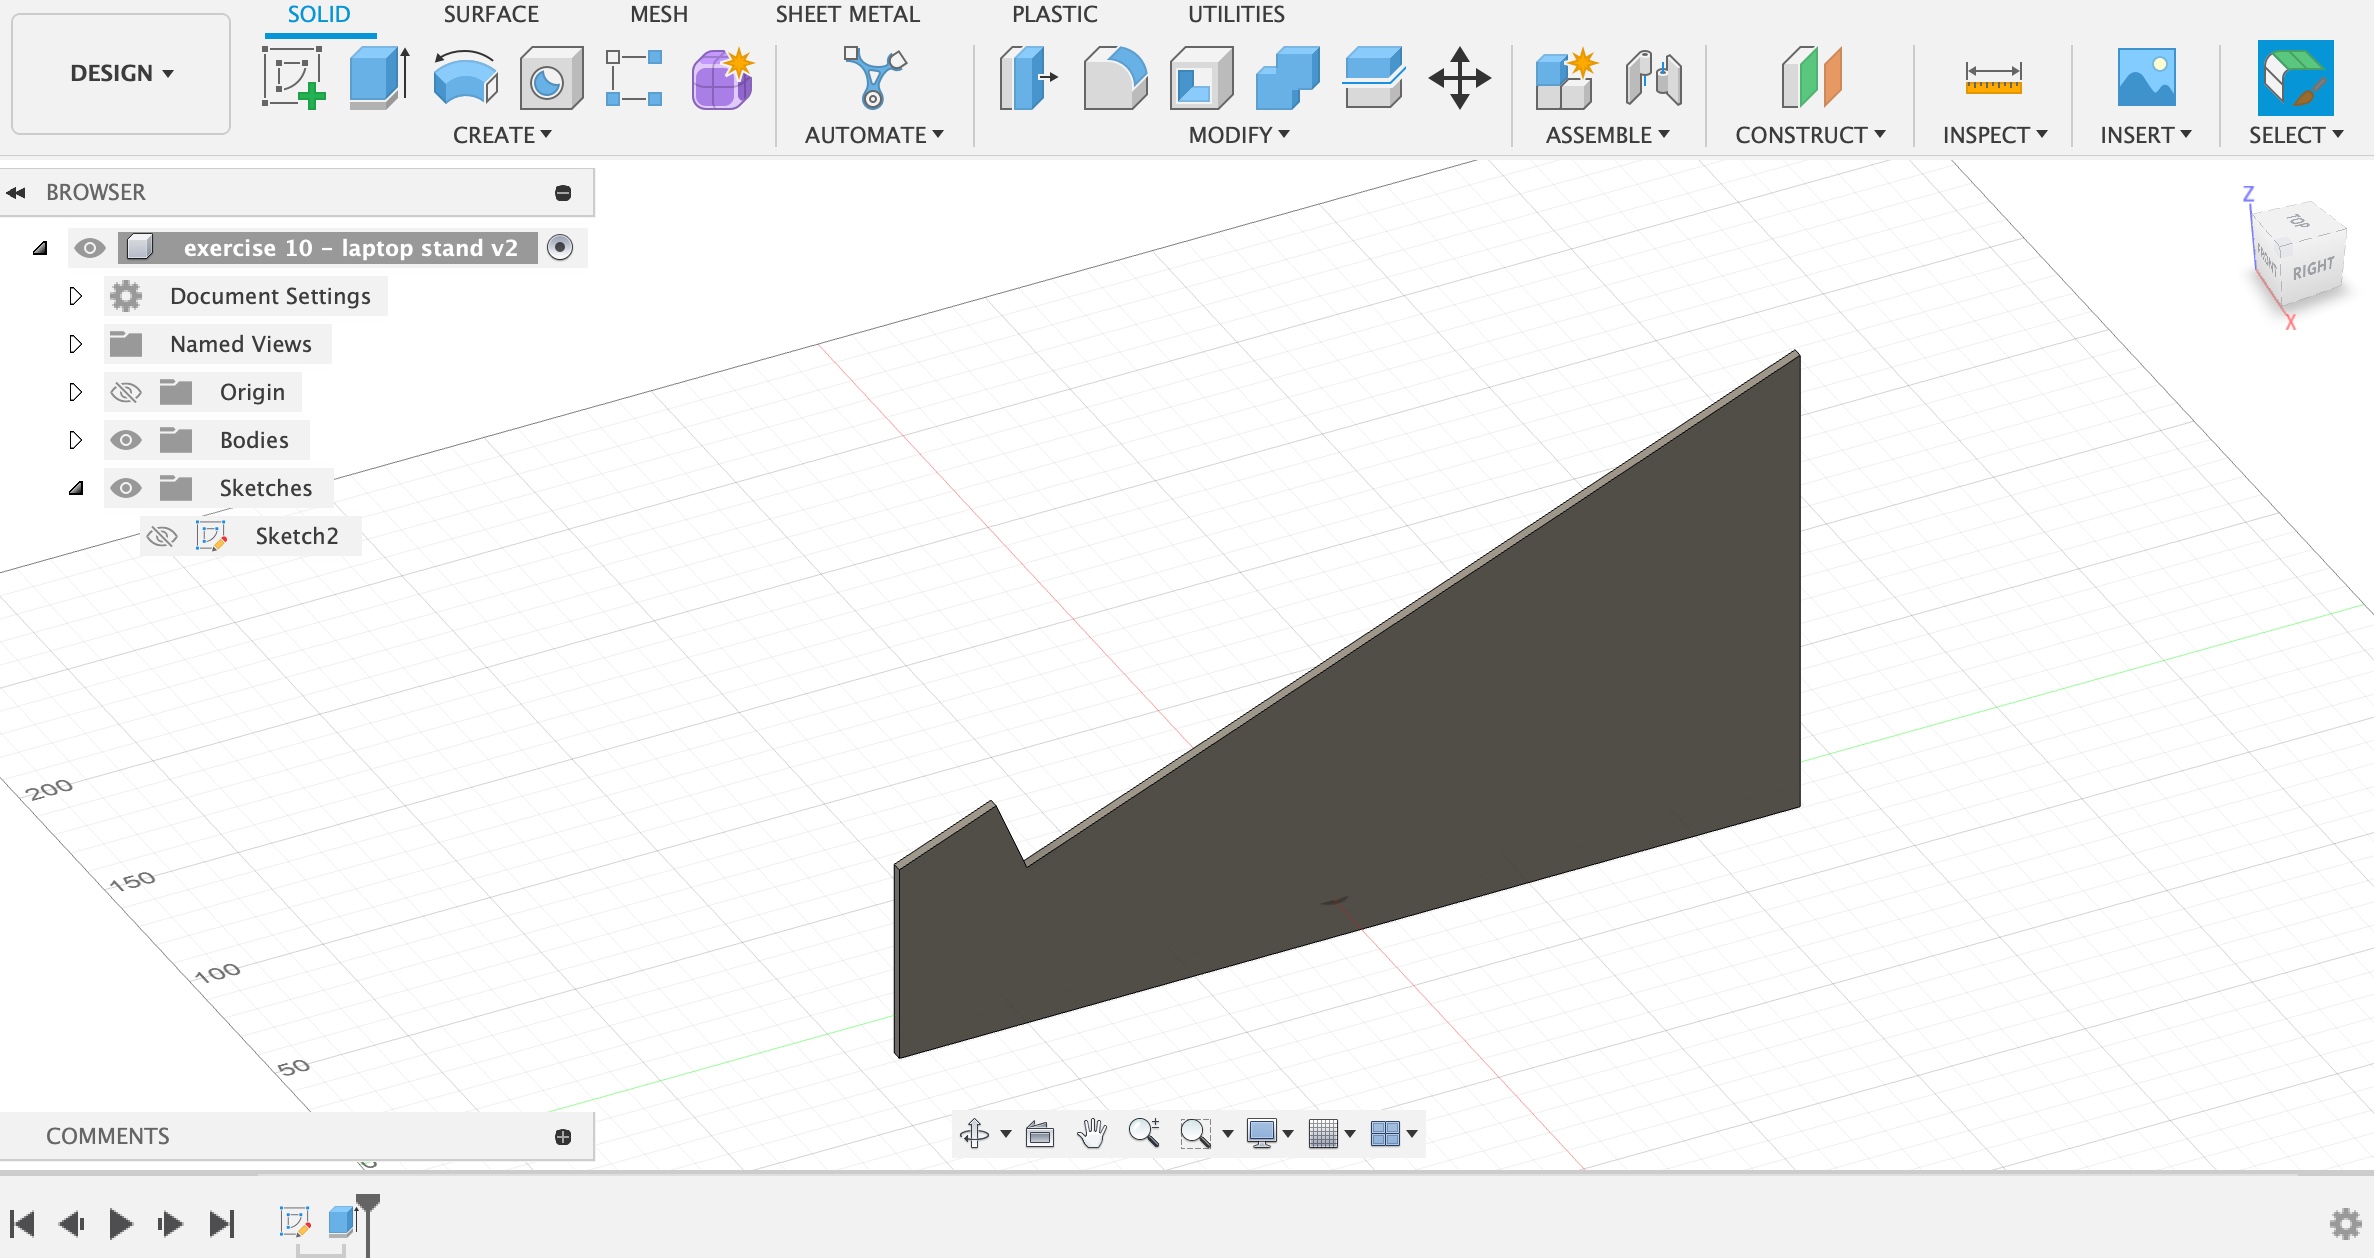 SOLID
SURFACE
MESH
SHEET METAL
PLASTIC
UTILITIES
DESIGN
CREATE
AUTOMATE
MODIFY
ASSEMBLE
CONSTRUCT
INSPECT
INSERT
SELECT
BROWSER
exercise 10 - laptop stand v2
Document Settings
Named Views
Origin
Bodies
Sketches
Sketch2
Z
TOP
FRONT
RIGHT
X
200
150
100
50
COMMENTS